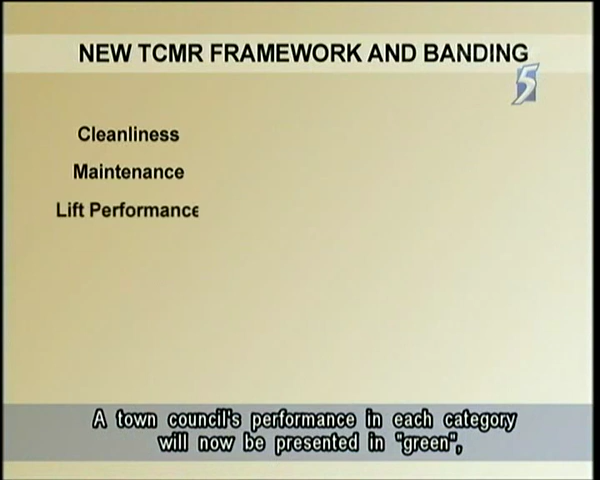 NEW TCMR FRAMEWORK AND BANDING
5
Cleanliness
Maintenance
Lift Performance
A town council's performance in each category
will now be presented in "green",